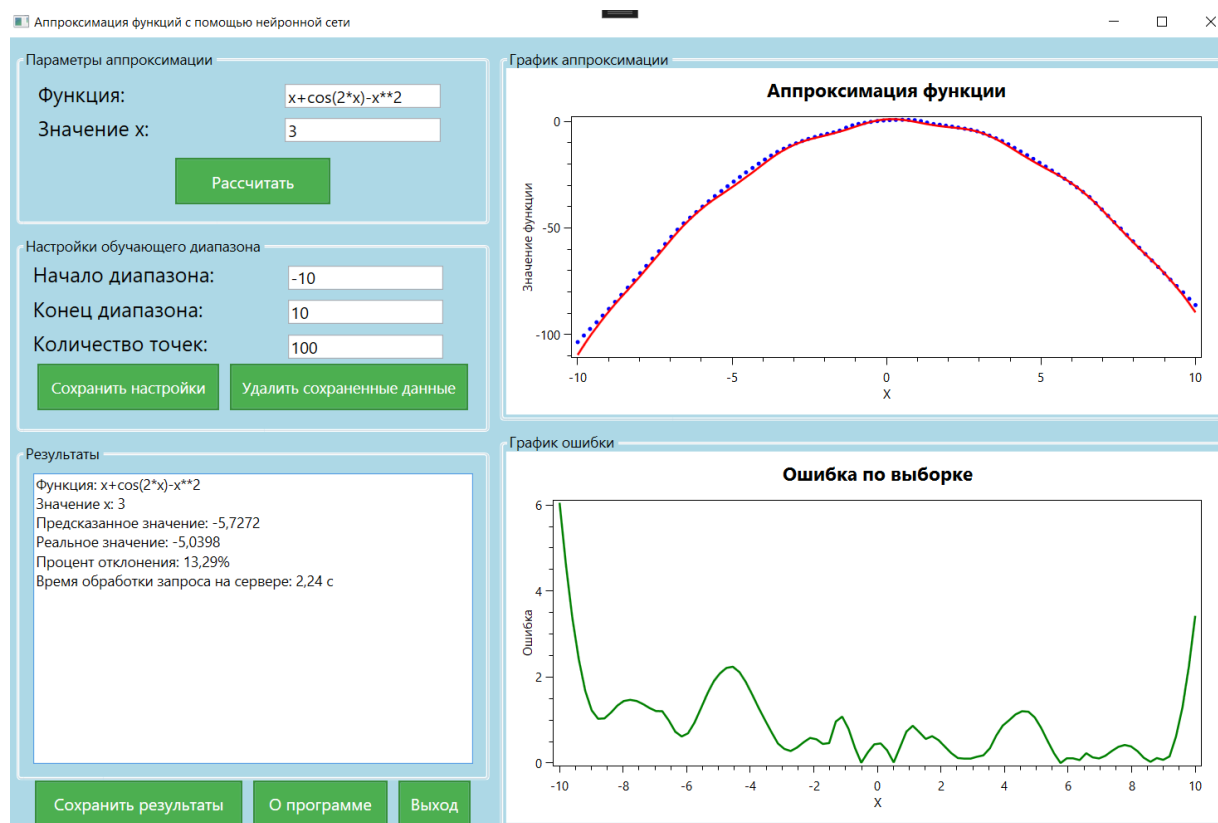 Аппроксимация функций с помощью нейронной сети
Параметры аппроксимации
Функция:
x+cos(2*x)-x**2
Значение x:
3
Рассчитать
Настройки обучающего диапазона
Начало диапазона:
-10
Конец диапазона:
10
Количество точек:
100
Сохранить настройки
Удалить сохраненные данные
Результаты
Функция: x+cos(2*x)-x**2
Значение x: 3
Предсказанное значение: -5,7272
Реальное значение: -5,0398
Процент отклонения: 13,29%
Время обработки запроса на сервере: 2,24 с
Сохранить результаты
О программе
Выход
График аппроксимации
Аппроксимация функции
Значение функции
0
-50
-100
-10 -5 0 5 10
X
График ошибки
Ошибка по выборке
Ошибка
6
4
2
0
-10 -8 -6 -4 -2 0 2 4 6 8 10
X